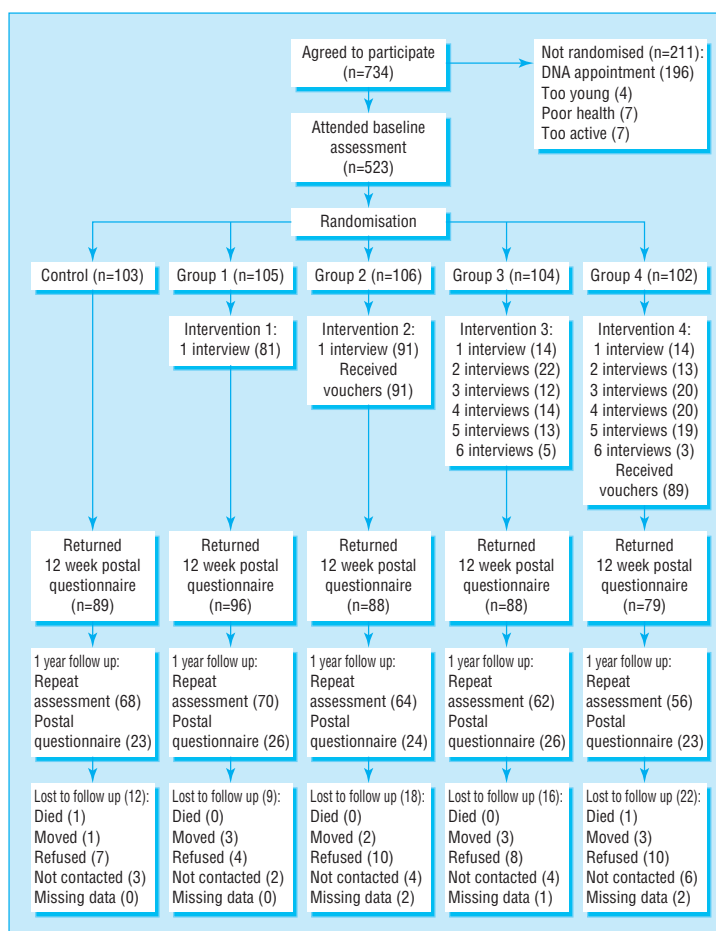 Agreed to participate
(n=734)
Not randomised (n=211):
DNA appointment (196)
Too young (4)
Poor health (7)
Too active (7)
Attended baseline
assessment
(n=523)
Randomisation
Control (n=103)
Group 1 (n=105)
Group 2 (n=106)
Group 3 (n=104)
Group 4 (n=102)
Intervention 1:
1 interview (81)
Intervention 2:
1 interview (91)
Received
vouchers (91)
Intervention 3:
1 interview (14)
2 interviews (22)
3 interviews (12)
4 interviews (14)
5 interviews (13)
6 interviews (5)
Intervention 4:
1 interview (14)
2 interviews (13)
3 interviews (20)
4 interviews (20)
5 interviews (19)
6 interviews (3)
Received
vouchers (89)
Returned
12 week postal
questionnaire
(n=89)
Returned
12 week postal
questionnaire
(n=96)
Returned
12 week postal
questionnaire
(n=88)
Returned
12 week postal
questionnaire
(n=88)
Returned
12 week postal
questionnaire
(n=79)
1 year follow up:
Repeat
assessment (68)
Postal
questionnaire (23)
1 year follow up:
Repeat
assessment (70)
Postal
questionnaire (26)
1 year follow up:
Repeat
assessment (64)
Postal
questionnaire (24)
1 year follow up:
Repeat
assessment (62)
Postal
questionnaire (26)
1 year follow up:
Repeat
assessment (56)
Postal
questionnaire (23)
Lost to follow up (12):
Died (1)
Moved (1)
Refused (7)
Not contacted (3)
Missing data (0)
Lost to follow up (9):
Died (0)
Moved (3)
Refused (4)
Not contacted (2)
Missing data (0)
Lost to follow up (18):
Died (0)
Moved (2)
Refused (10)
Not contacted (4)
Missing data (2)
Lost to follow up (16):
Died (0)
Moved (3)
Refused (8)
Not contacted (4)
Missing data (1)
Lost to follow up (22):
Died (1)
Moved (3)
Refused (10)
Not contacted (6)
Missing data (2)